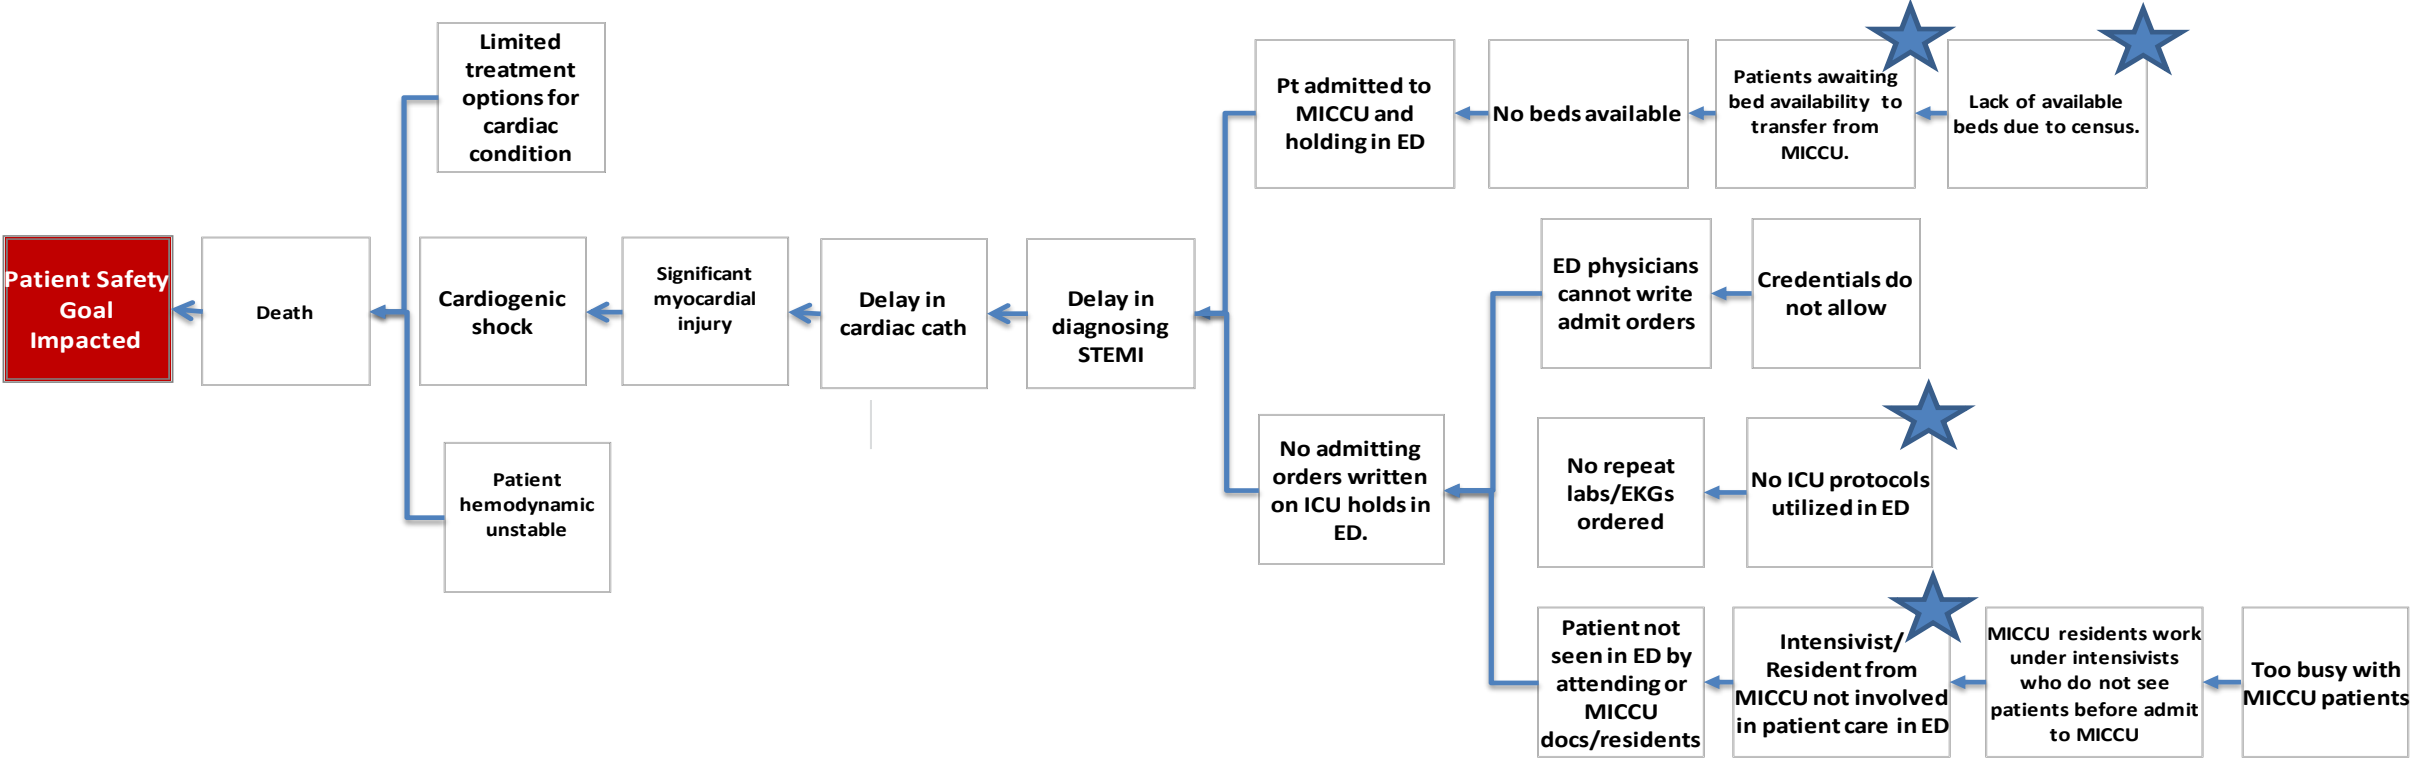 Limited
treatment
options for
cardiac
condition
Pt admitted to
MICCU and
holding in ED
No beds available
Patients awaiting
bed availability to
transfer from
MICCU.
Lack of available
beds due to census.
Patient Safety
Goal
Impacted
Death
Cardiogenic
shock
Significant
myocardial
injury
Delay in
cardiac cath
Delay in
diagnosing
STEMI
ED physicians
cannot write
admit orders
Credentials do
not allow
Patient
hemodynamic
unstable
No admitting
orders written
on ICU holds in
ED.
No repeat
labs/EKGs
ordered
No ICU protocols
utilized in ED
Patient not
seen in ED by
attending or
MICCU
docs/residents
Intensivist/
Resident from
MICCU not involved
in patient care in ED
MICCU residents work
under intensivists
who do not see
patients before admit
to MICCU
Too busy with
MICCU patients